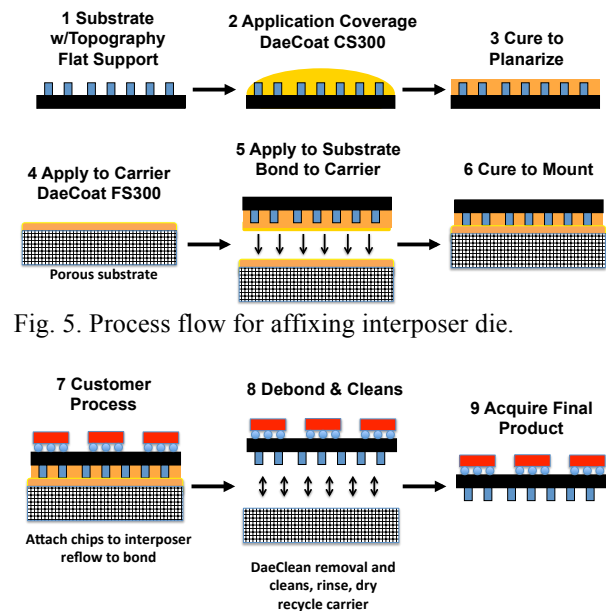 1 Substrate
w/Topography
Flat Support
2 Application Coverage
DaeCoat CS300
3 Cure to
Planarize
4 Apply to Carrier
DaeCoat FS300
Porous substrate
5 Apply to Substrate
Bond to Carrier
6 Cure to Mount
Fig. 5. Process flow for affixing interposer die.
7 Customer
Process
Attach chips to interposer
reflow to bond
8 Debond & Cleans
DaeClean removal and
cleans, rinse, dry
recycle carrier
9 Acquire Final
Product